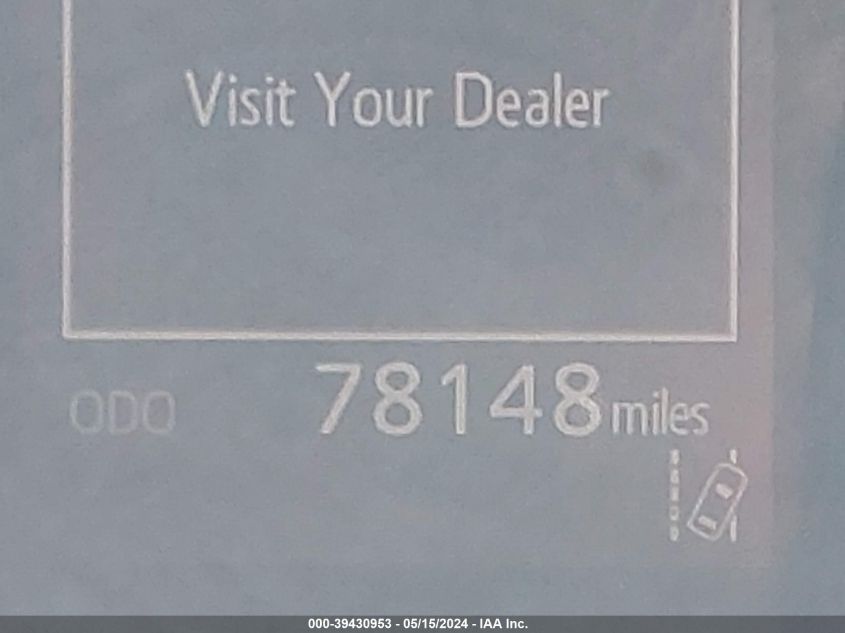 Visit Your Dealer
ODO 78148 miles
000-39430953 - 05/15/2024 - IAA Inc.